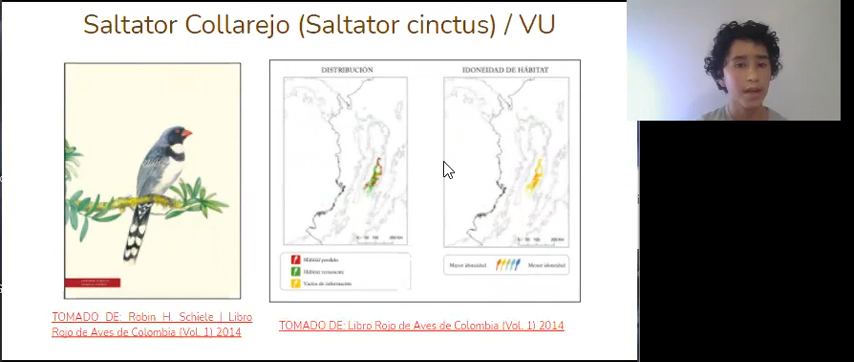 Saltator Collarejo (Saltator cinctus) / VU
DISTRIBUCIÓN
IDONEIDAD DE HÁBITAT
Hábitat perdido
Hábitat remanente
Vacíos de información
Menor idoneidad
Mayor idoneidad
TOMADO DE: Robin H. Schiele | Libro
Rojo de Aves de Colombia (Vol. 1) 2014
TOMADO DE: Libro Rojo de Aves de Colombia (Vol. 1) 2014